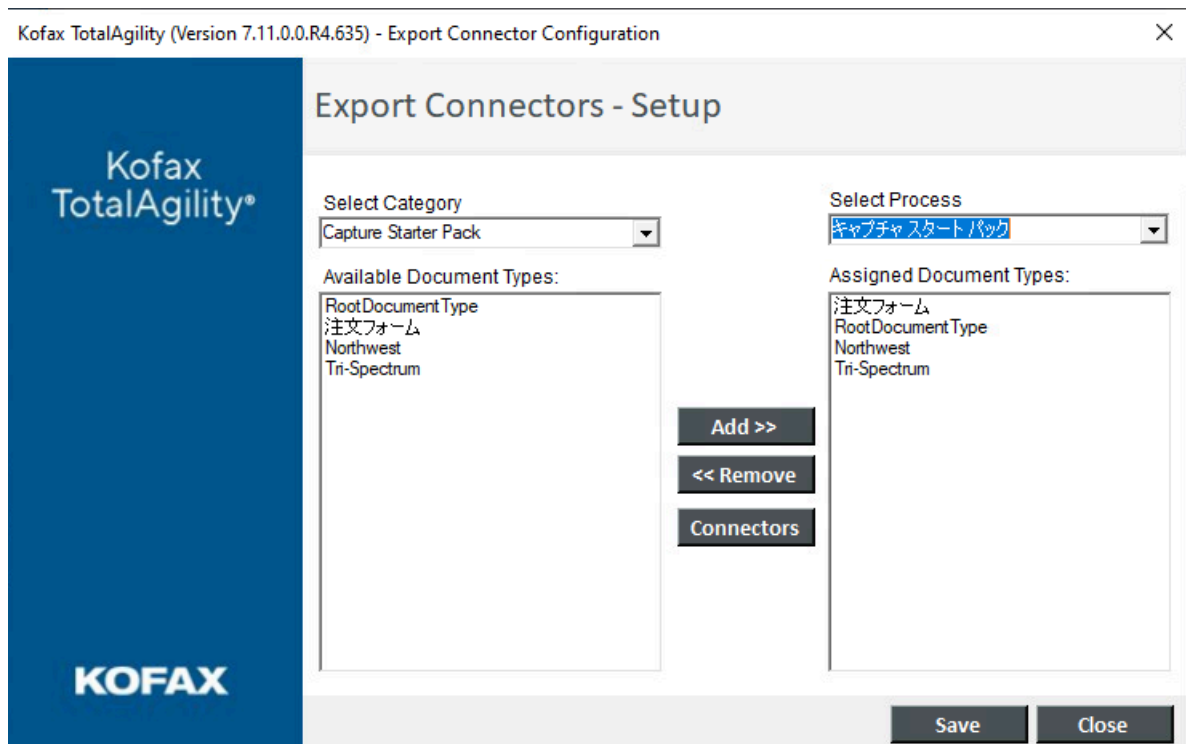 Kofax TotalAgility (Version 7.11.0.0.R4.635) - Export Connector Configuration
Kofax
TotalAgility®
KOFAX
Export Connectors - Setup
Select Category
Capture Starter Pack
Available Document Types:
RootDocumentType
注文フォーム
Northwest
Tri-Spectrum
Add >>
<< Remove
Connectors
Select Process
キャプチャ スタート パック
Assigned Document Types:
注文フォーム
RootDocumentType
Northwest
Tri-Spectrum
Save
Close